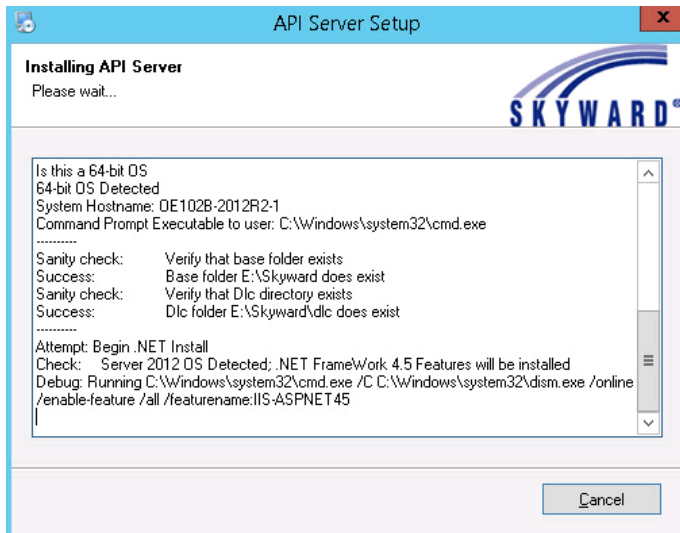 API Server Setup
x
Installing API Server
Please wait...
SKYWARD®
Is this a 64-bit OS
64-bit OS Detected
System Hostname: OE102B-2012R2-1
Command Prompt Executable to user: C:\Windows\system32\cmd.exe
----------
Sanity check: Verify that base folder exists
Success: Base folder E:\Skyward does exist
Sanity check: Verify that Dlc directory exists
Success: Dlc folder E:\Skyward\dlc does exist
----------
Attempt: Begin .NET Install
Check: Server 2012 OS Detected; .NET FrameWork 4.5 Features will be installed
Debug: Running C:\Windows\system32\cmd.exe /C C:\Windows\system32\dism.exe /online
/enable-feature /all /featurename:IIS-ASPNET45
Cancel